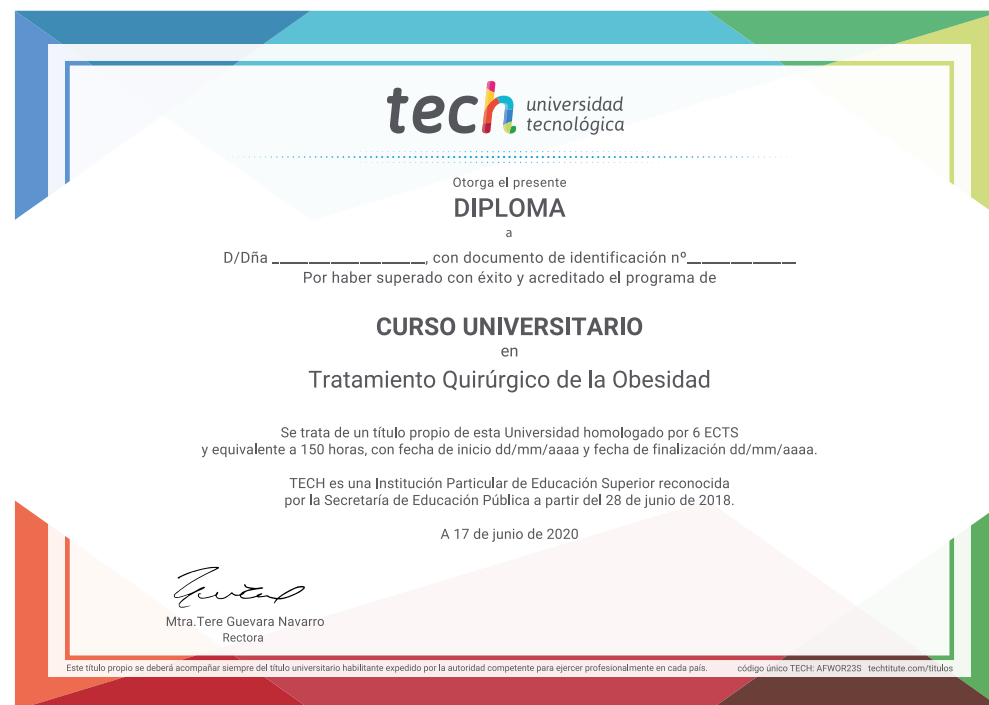 tech universidad
tecnológica
Otorga el presente
DIPLOMA
a
D/Dña ____________________, con documento de identificación nº______________
Por haber superado con éxito y acreditado el programa de
CURSO UNIVERSITARIO
en
Tratamiento Quirúrgico de la Obesidad
Se trata de un título propio de esta Universidad homologado por 6 ECTS
y equivalente a 150 horas, con fecha de inicio dd/mm/aaaa y fecha de finalización dd/mm/aaaa.
TECH es una Institución Particular de Educación Superior reconocida
por la Secretaría de Educación Pública a partir del 28 de junio de 2018.
A 17 de junio de 2020
Mtra.Tere Guevara Navarro
Rectora
Este título propio se deberá acompañar siempre del título universitario habilitante expedido por la autoridad competente para ejercer profesionalmente en cada país. código único TECH: AFWOR23S techtitute.com/titulos